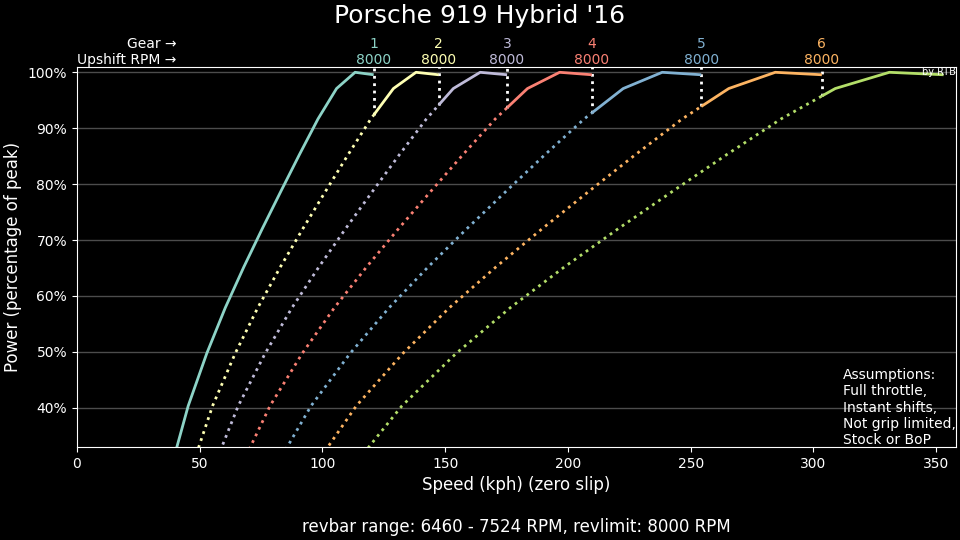 Porsche 919 Hybrid '16
Gear → 1 2 3 4 5 6
Upshift RPM → 8000 8000 8000 8000 8000 8000
by RTB
100%
90%
80%
70%
60%
50%
40%
Power (percentage of peak)
Assumptions:
Full throttle,
Instant shifts,
Not grip limited,
Stock or BoP
0 50 100 150 200 250 300 350
Speed (kph) (zero slip)
revbar range: 6460 - 7524 RPM, revlimit: 8000 RPM